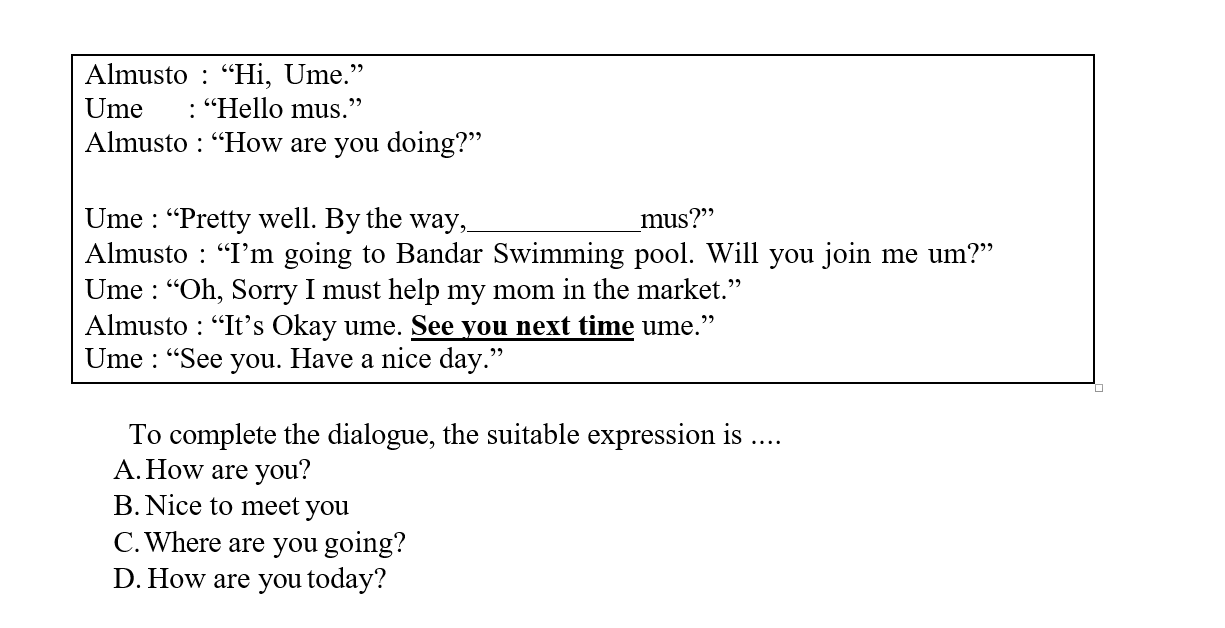 Almusto : “Hi, Ume.”
Ume : “Hello mus.”
Almusto : “How are you doing?”
Ume : “Pretty well. By the way,____________mus?”
Almusto : “I’m going to Bandar Swimming pool. Will you join me um?”
Ume : “Oh, Sorry I must help my mom in the market.”
Almusto : “It’s Okay ume. See you next time ume.”
Ume : “See you. Have a nice day.”
To complete the dialogue, the suitable expression is ....
A. How are you?
B. Nice to meet you
C. Where are you going?
D. How are you today?